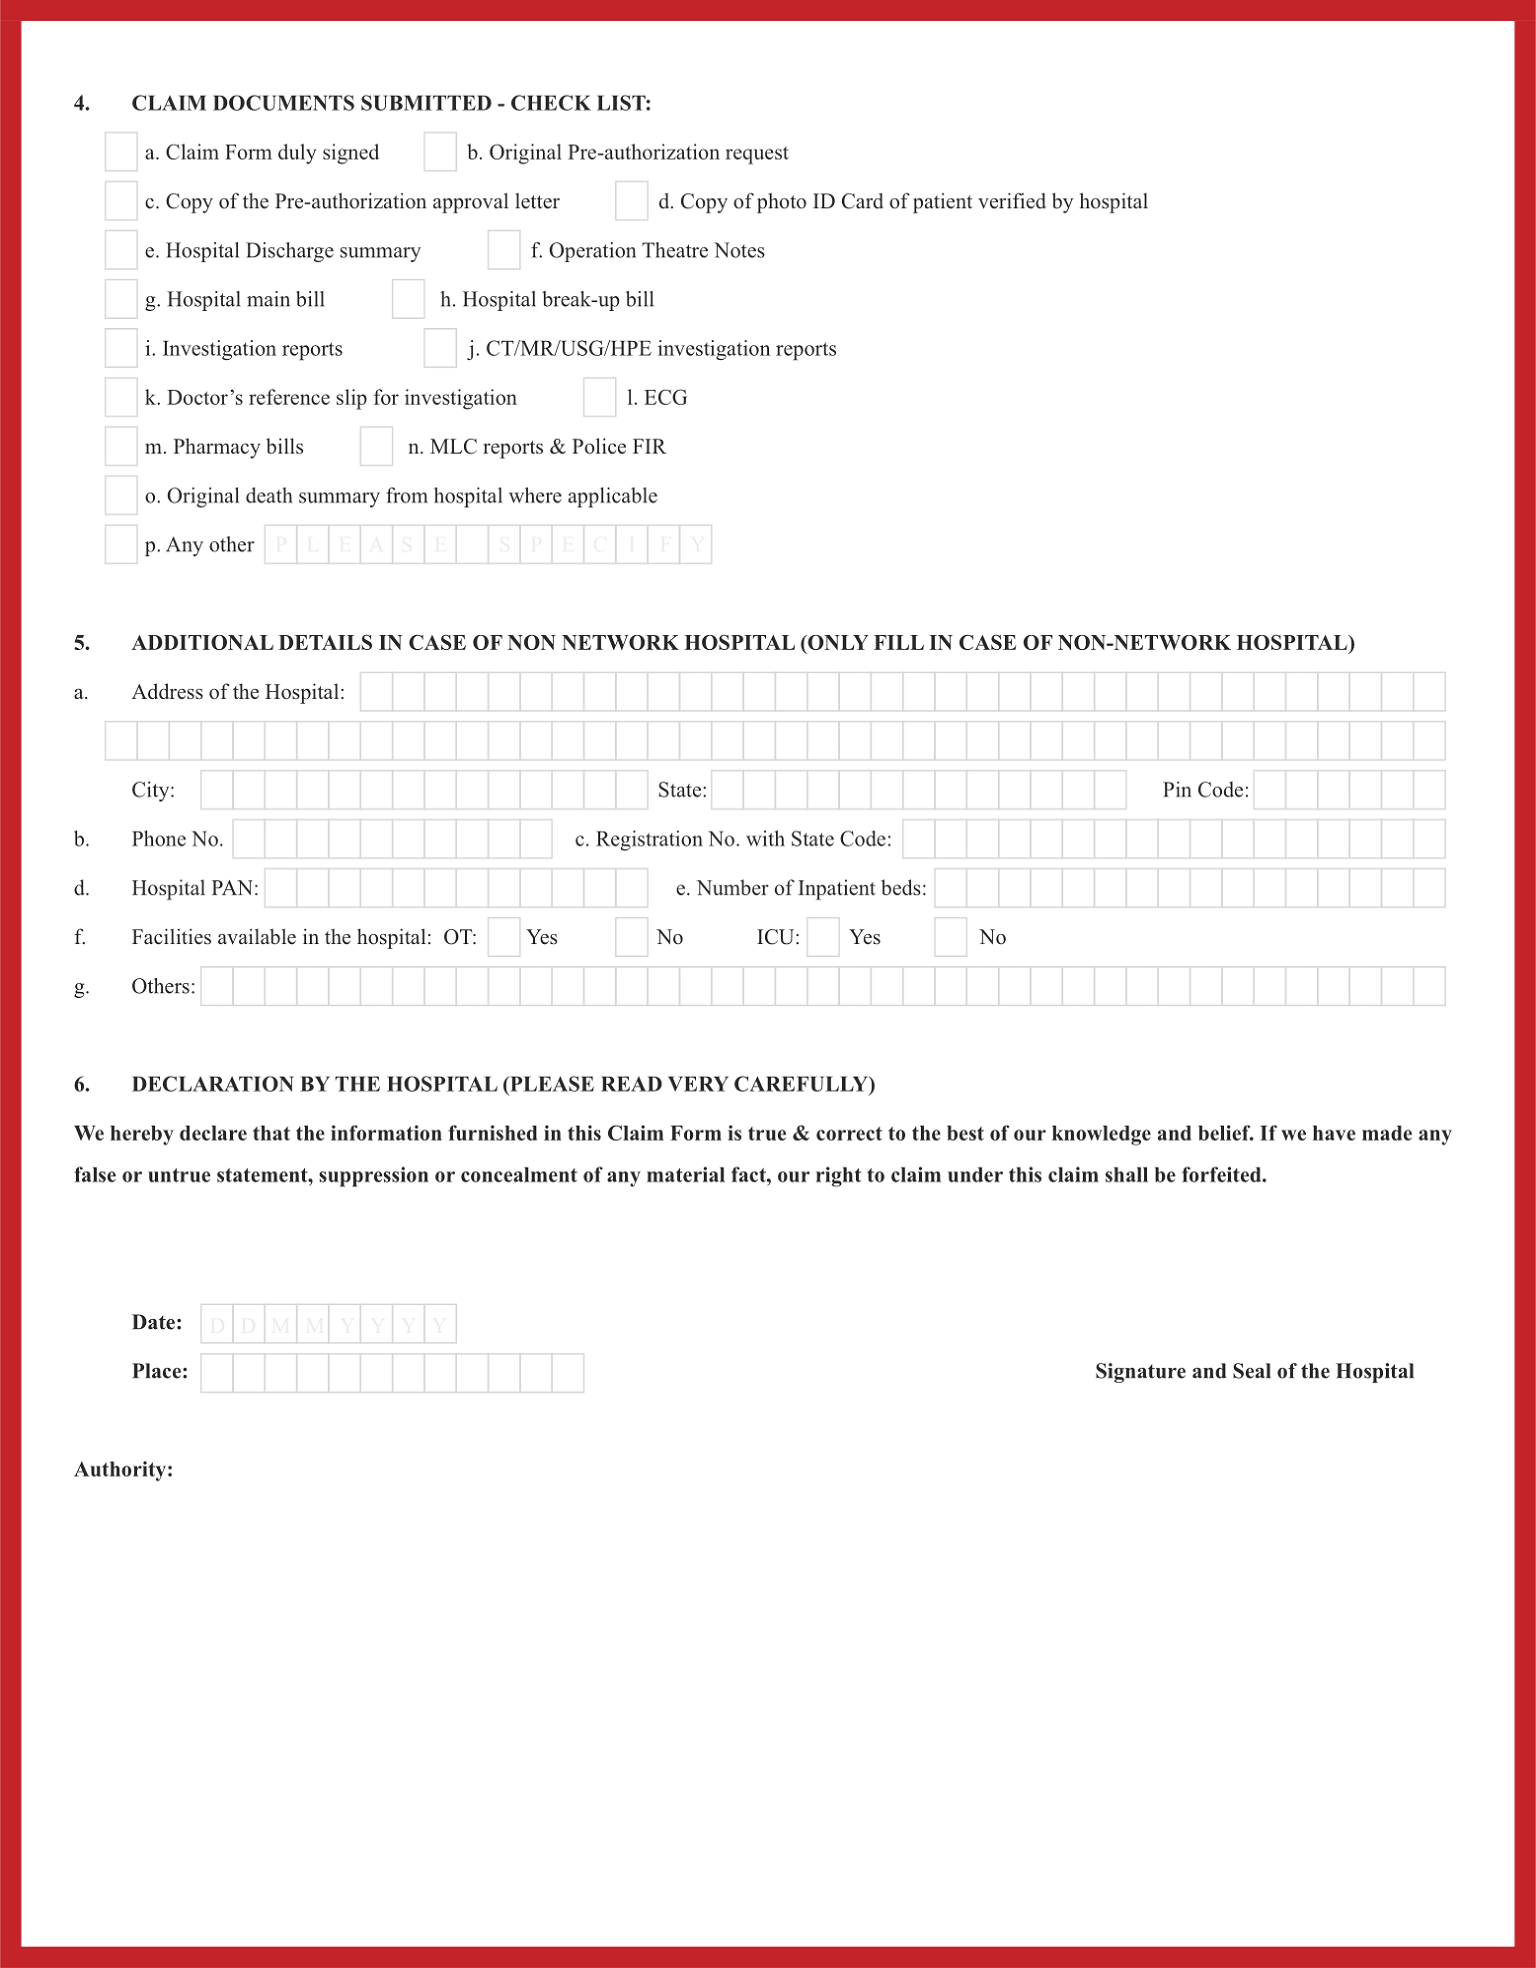 4. CLAIM DOCUMENTS SUBMITTED - CHECK LIST:
a. Claim Form duly signed b. Original Pre-authorization request
c. Copy of the Pre-authorization approval letter d. Copy of photo ID Card of patient verified by hospital
e. Hospital Discharge summary f. Operation Theatre Notes
g. Hospital main bill h. Hospital break-up bill
i. Investigation reports j. CT/MR/USG/HPE investigation reports
k. Doctor’s reference slip for investigation l. ECG
m. Pharmacy bills n. MLC reports & Police FIR
o. Original death summary from hospital where applicable
p. Any other PLEASE SPECIFY
5. ADDITIONAL DETAILS IN CASE OF NON NETWORK HOSPITAL (ONLY FILL IN CASE OF NON-NETWORK HOSPITAL)
a. Address of the Hospital:
City: State: Pin Code:
b. Phone No. c. Registration No. with State Code:
d. Hospital PAN: e. Number of Inpatient beds:
f. Facilities available in the hospital: OT: Yes No ICU: Yes No
g. Others:
6. DECLARATION BY THE HOSPITAL (PLEASE READ VERY CAREFULLY)
We hereby declare that the information furnished in this Claim Form is true & correct to the best of our knowledge and belief. If we have made any
false or untrue statement, suppression or concealment of any material fact, our right to claim under this claim shall be forfeited.
Date: DDMMYYYY
Place: Signature and Seal of the Hospital
Authority: